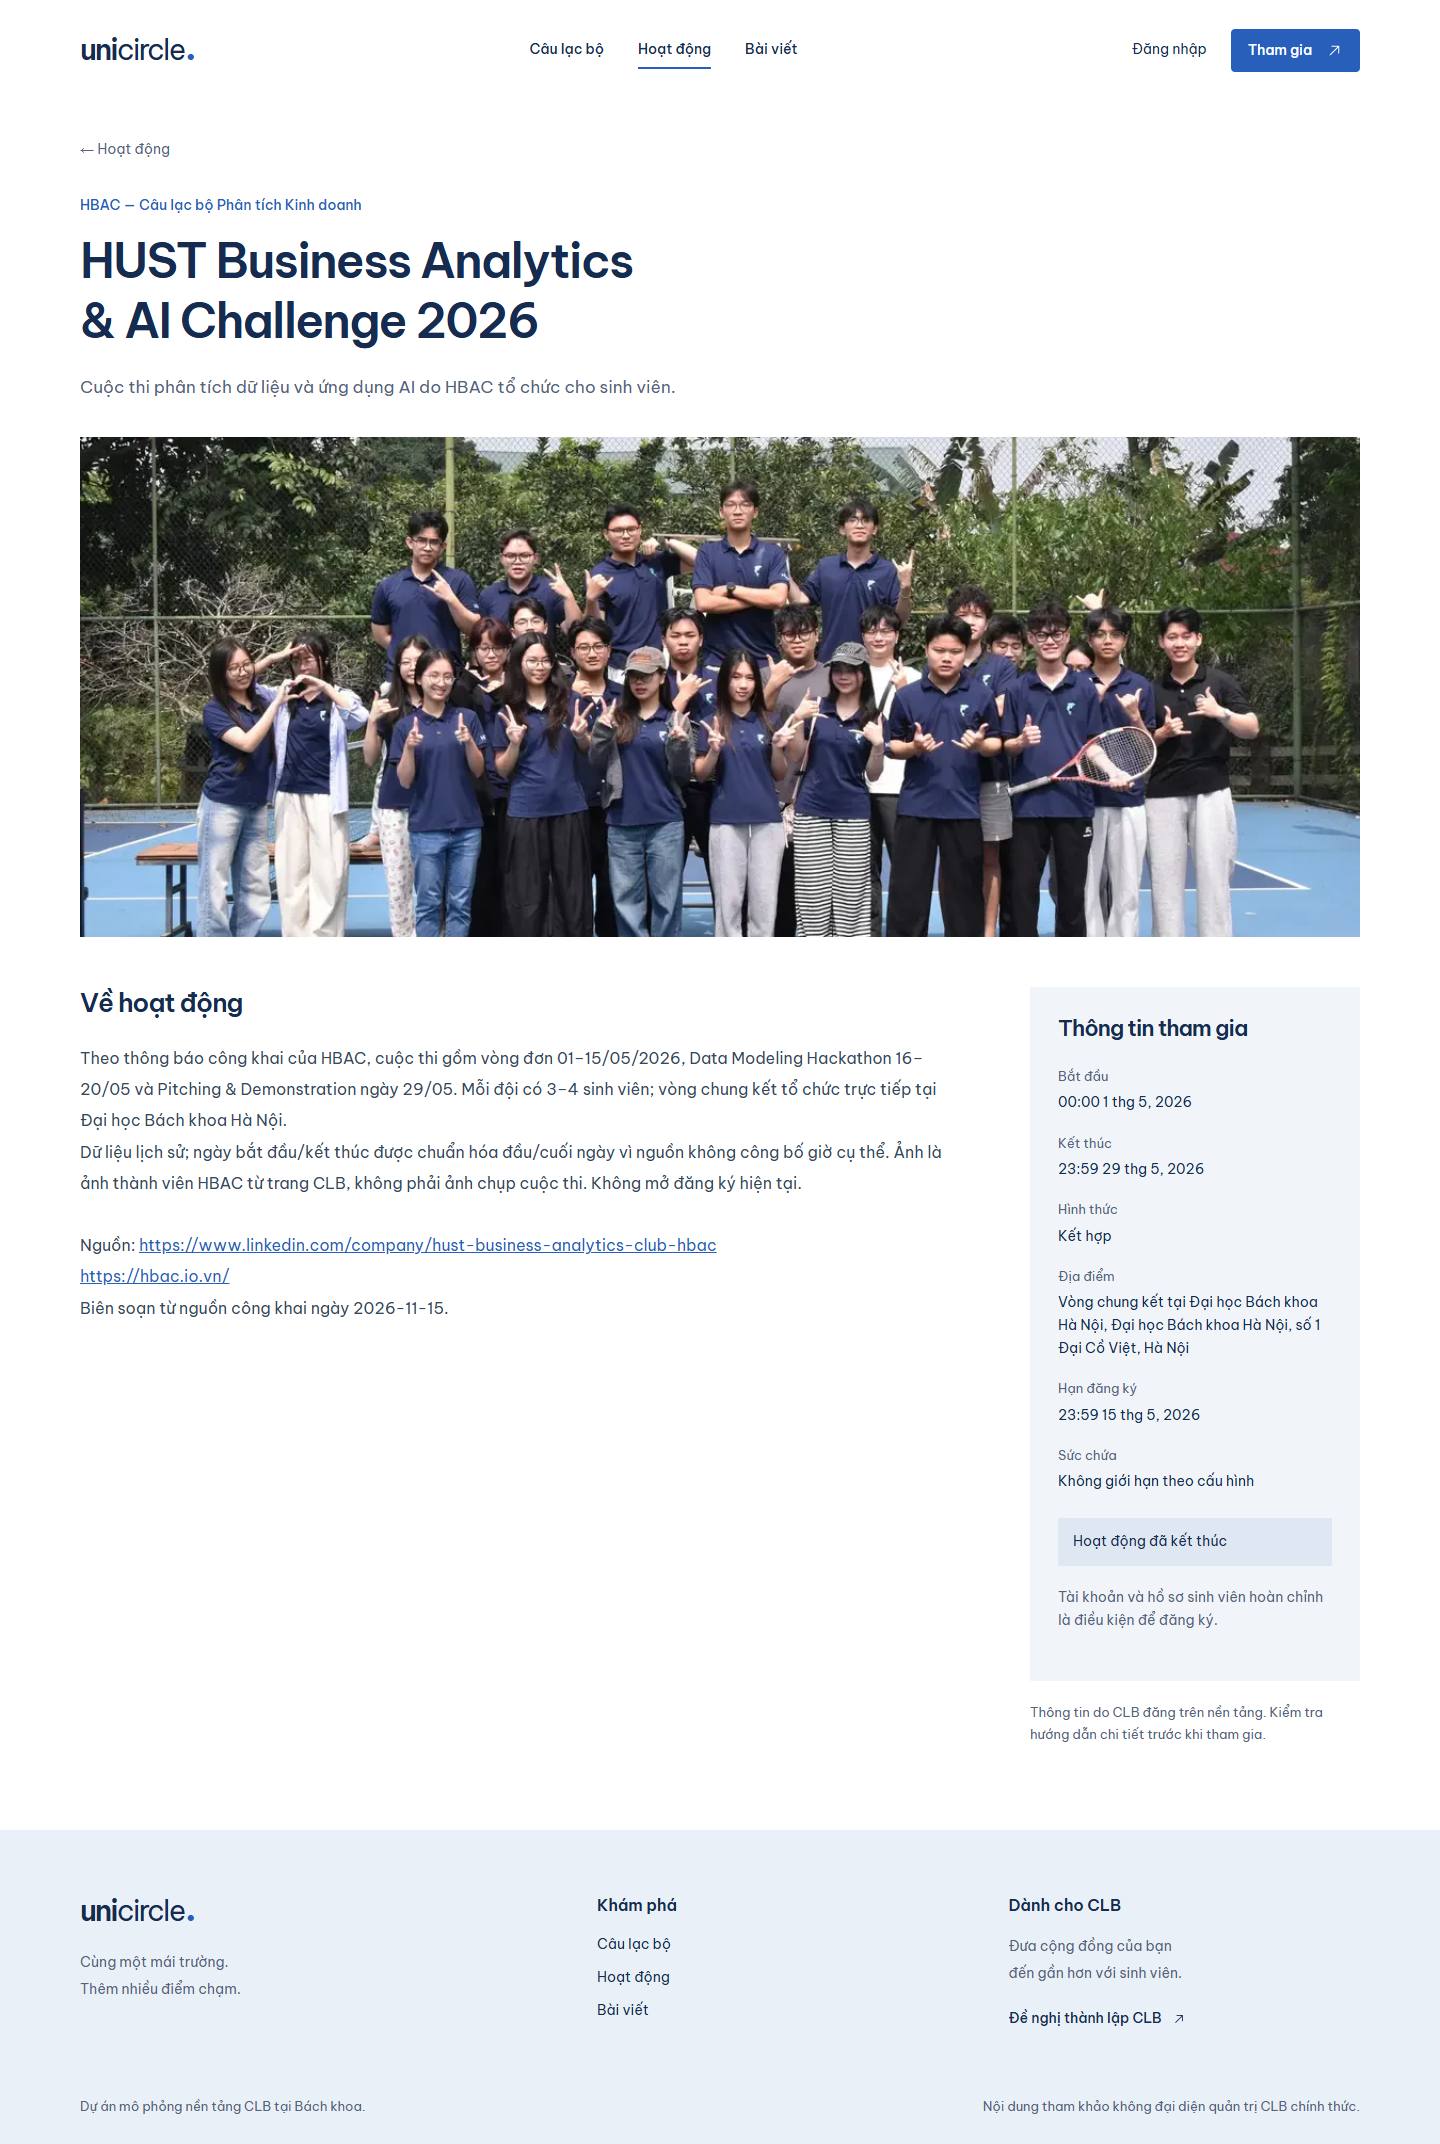 unicircle.
Câu lạc bộ
Hoạt động
Bài viết
Đăng nhập
Tham gia ↗
← Hoạt động
HBAC – Câu lạc bộ Phân tích Kinh doanh
HUST Business Analytics
& AI Challenge 2026
Cuộc thi phân tích dữ liệu và ứng dụng AI do HBAC tổ chức cho sinh viên.
Về hoạt động
Theo thông báo công khai của HBAC, cuộc thi gồm vòng đơn 01–15/05/2026, Data Modeling Hackathon 16–
20/05 và Pitching & Demonstration ngày 29/05. Mỗi đội có 3–4 sinh viên; vòng chung kết tổ chức trực tiếp tại
Đại học Bách khoa Hà Nội.
Dữ liệu lịch sử; ngày bắt đầu/kết thúc được chuẩn hóa đầu/cuối ngày vì nguồn không công bố giờ cụ thể. Ảnh là
ảnh thành viên HBAC từ trang CLB, không phải ảnh chụp cuộc thi. Không mở đăng ký hiện tại.
Nguồn: https://www.linkedin.com/company/hust-business-analytics-club-hbac
https://hbac.io.vn/
Biên soạn từ nguồn công khai ngày 2026-11-15.
Thông tin tham gia
Bắt đầu
00:00 1 thg 5, 2026
Kết thúc
23:59 29 thg 5, 2026
Hình thức
Kết hợp
Địa điểm
Vòng chung kết tại Đại học Bách khoa
Hà Nội, Đại học Bách khoa Hà Nội, số 1
Đại Cồ Việt, Hà Nội
Hạn đăng ký
23:59 15 thg 5, 2026
Sức chứa
Không giới hạn theo cấu hình
Hoạt động đã kết thúc
Tài khoản và hồ sơ sinh viên hoàn chỉnh
là điều kiện để đăng ký.
Thông tin do CLB đăng trên nền tảng. Kiểm tra
hướng dẫn chi tiết trước khi tham gia.
unicircle.
Cùng một mái trường.
Thêm nhiều điểm chạm.
Khám phá
Câu lạc bộ
Hoạt động
Bài viết
Dành cho CLB
Đưa cộng đồng của bạn
đến gần hơn với sinh viên.
Đề nghị thành lập CLB ↗
Dự án mô phỏng nền tảng CLB tại Bách khoa.
Nội dung tham khảo không đại diện quản trị CLB chính thức.